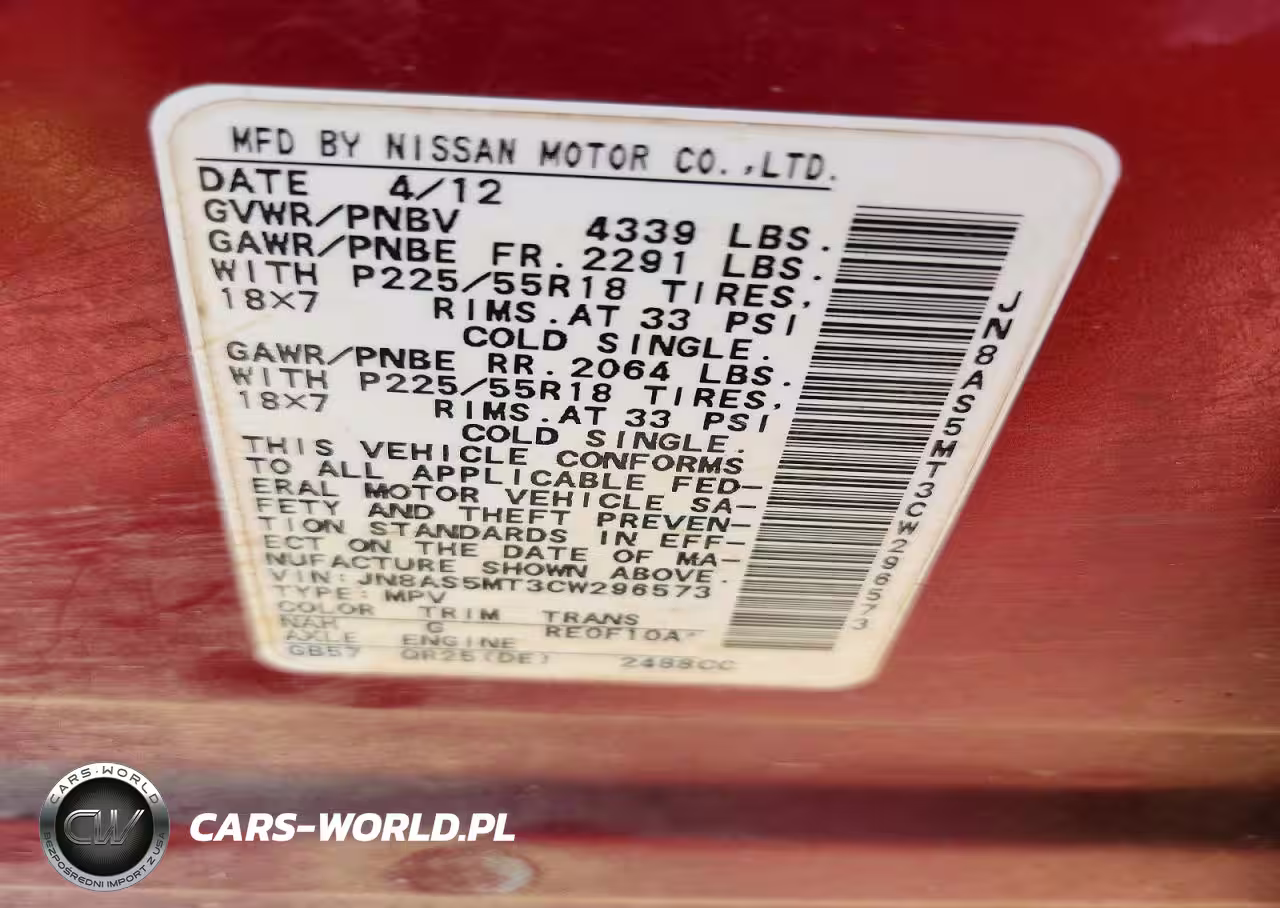 MFD BY NISSAN MOTOR CO.,LTD.
DATE 4/12
GVWR/PNBV 4339 LBS.
GAWR/PNBE FR. 2291 LBS.
WITH P225/55R18 TIRES,
18X7 RIMS.AT 33 PSI
COLD SINGLE.
GAWR/PNBE RR. 2064 LBS.
WITH P225/55R18 TIRES,
18X7 RIMS.AT 33 PSI
COLD SINGLE.
THIS VEHICLE CONFORMS
TO ALL APPLICABLE FED-
ERAL MOTOR VEHICLE SA-
FETY AND THEFT PREVEN-
TION STANDARDS IN EFF-
ECT ON THE DATE OF MA-
NUFACTURE SHOWN ABOVE.
VIN:JN8AS5MT3CW296573
TYPE: MPV
COLOR TRIM TRANS
NAH G RE0F10A*
AXLE ENGINE
GB57 QR25(DE) 2488CC
JN8AS5MT3CW296573
CARS-WORLD
CW
BEZPOŚREDNI IMPORT Z USA
CARS-WORLD.PL